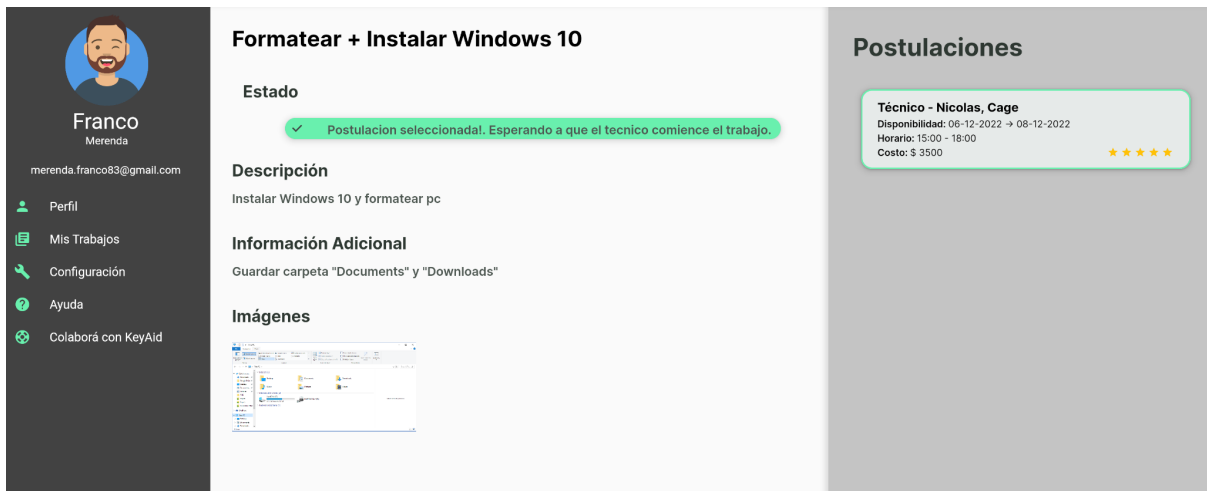 Franco
Merenda
merenda.franco83@gmail.com
Perfil
Mis Trabajos
Configuración
Ayuda
Colaborá con KeyAid
Formatear + Instalar Windows 10
Estado
Postulacion seleccionada!. Esperando a que el tecnico comience el trabajo.
Descripción
Instalar Windows 10 y formatear pc
Información Adicional
Guardar carpeta "Documents" y "Downloads"
Imágenes
Postulaciones
Técnico - Nicolas, Cage
Disponibilidad: 06-12-2022 → 08-12-2022
Horario: 15:00 - 18:00
Costo: $ 3500